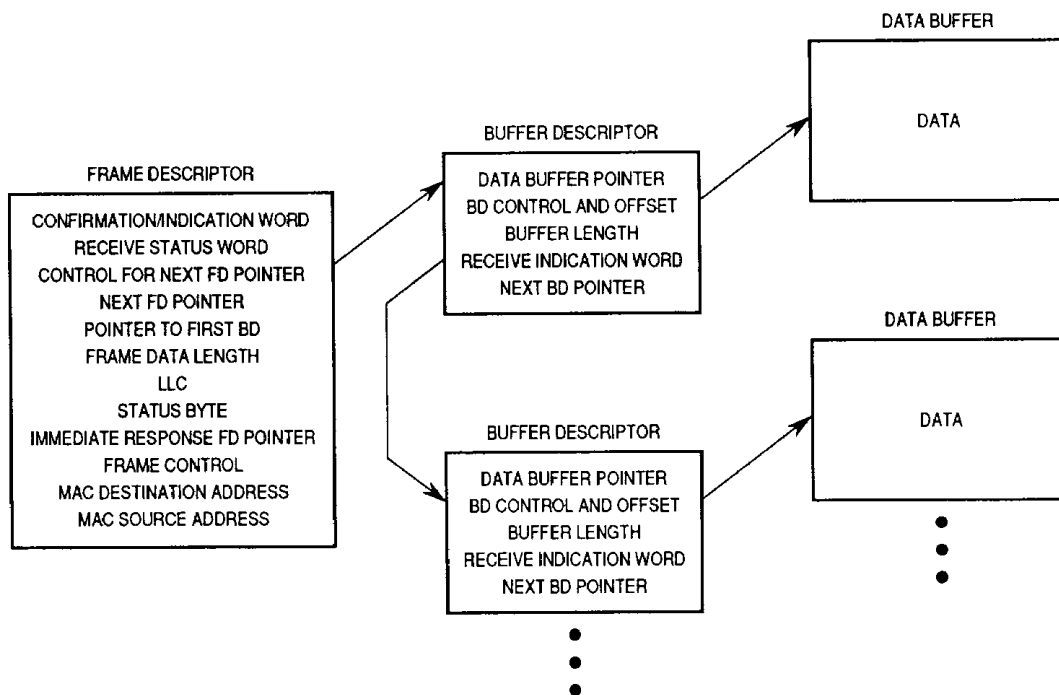 FRAME DESCRIPTOR
CONFIRMATION/INDICATION WORD
RECEIVE STATUS WORD
CONTROL FOR NEXT FD POINTER
NEXT FD POINTER
POINTER TO FIRST BD
FRAME DATA LENGTH
LLC
STATUS BYTE
IMMEDIATE RESPONSE FD POINTER
FRAME CONTROL
MAC DESTINATION ADDRESS
MAC SOURCE ADDRESS
BUFFER DESCRIPTOR
DATA BUFFER POINTER
BD CONTROL AND OFFSET
BUFFER LENGTH
RECEIVE INDICATION WORD
NEXT BD POINTER
DATA BUFFER
DATA
BUFFER DESCRIPTOR
DATA BUFFER POINTER
BD CONTROL AND OFFSET
BUFFER LENGTH
RECEIVE INDICATION WORD
NEXT BD POINTER
DATA BUFFER
DATA